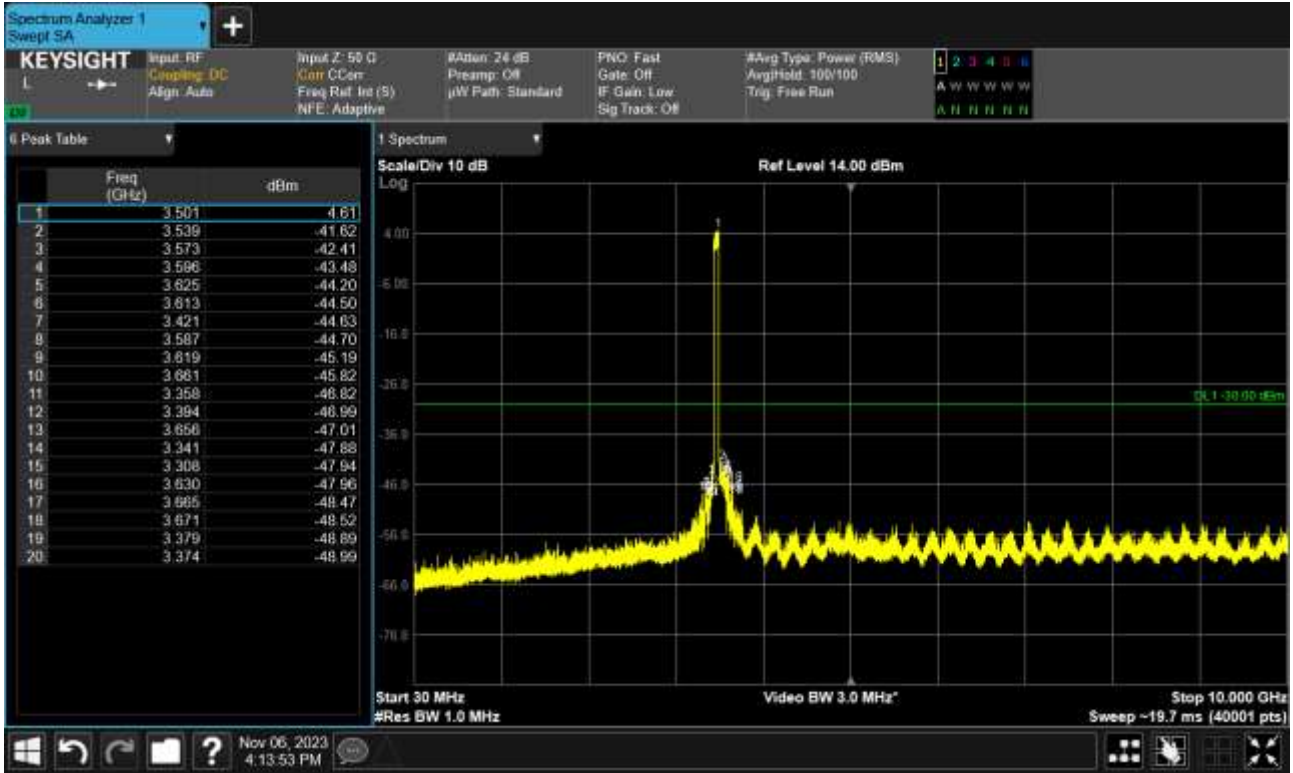 Spectrum Analyzer 1
Swept SA
+
KEYSIGHT
L
Input: RF
Coupling: DC
Align: Auto
Input Z: 50 Ω
Corr CCorr
Freq Ref: Int (S)
NFE: Adaptive
#Atten: 24 dB
Preamp: Off
µW Path: Standard
PNO: Fast
Gate: Off
IF Gain: Low
Sig Track: Off
#Avg Type: Power (RMS)
Avg|Hold: 100/100
Trig: Free Run
1 2 3 4 5 6
A W W W W W
A N N N N N
6 Peak Table
Freq (GHz) dBm
1 3.501 4.61
2 3.539 -41.62
3 3.573 -42.41
4 3.596 -43.48
5 3.625 -44.20
6 3.613 -44.50
7 3.421 -44.63
8 3.587 -44.70
9 3.619 -45.19
10 3.661 -45.82
11 3.358 -46.82
12 3.394 -46.99
13 3.656 -47.01
14 3.341 -47.88
15 3.308 -47.94
16 3.630 -47.96
17 3.665 -48.47
18 3.671 -48.52
19 3.379 -48.89
20 3.374 -48.99
1 Spectrum
Scale/Div 10 dB
Ref Level 14.00 dBm
Log
1
4.00
-6.00
-16.0
-26.0
DL1 -30.00 dBm
-36.0
-46.0
-56.0
-66.0
-76.0
Start 30 MHz
Video BW 3.0 MHz*
Stop 10.000 GHz
#Res BW 1.0 MHz
Sweep ~19.7 ms (40001 pts)
?
Nov 06, 2023
4:13:53 PM